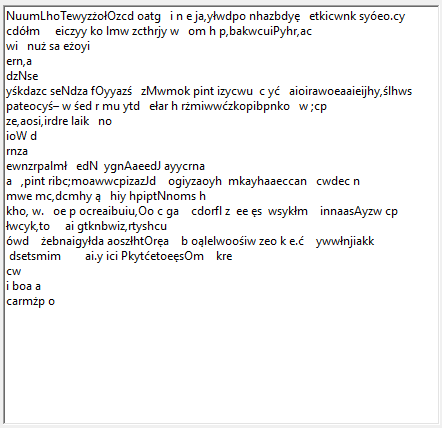 NuumLhoTewyzżołOzcd oatg i n e ja,yłwdpo nhazbdyę etkicwnk syóeo.cy
cdółm eiczyy ko lmw zcthrjy w om h p,bakwcuiPyhr,ac
wi nuż sa eżoyi
ern,a
dzNse
yśkdazc seNdza fOyyazś zMwmok pint izycwu c yć aioirawoeaaieijhy,ślhws
pateocyś– w śed r mu ytd ełar h rżmiwwćzkopibpnko w ;cp
ze,aosi,irdre laik no
ioW d
rnza
ewnzrpalmł edN ygnAaeedJ ayycrna
a ,pint ribc;moawwcpizazJd ogiyzaoyh mkayhaaeccan cwdec n
mwe mc,dcmhy ą hiy hpiptNnoms h
kho, w. oe p ocreaibuiu,Oo c ga cdorfl z ee ęs wsykłm innaasAyzw cp
łwcyk,to ai gtknbwiz,rtyshcu
ówd żebnaigyłda aoszłhtOręa b oąlelwoośiw zeo k e.ć ywwłnjiakk
dsetsmim ai.y ici PkytćetoeęsOm kre
cw
i boa a
carmżp o